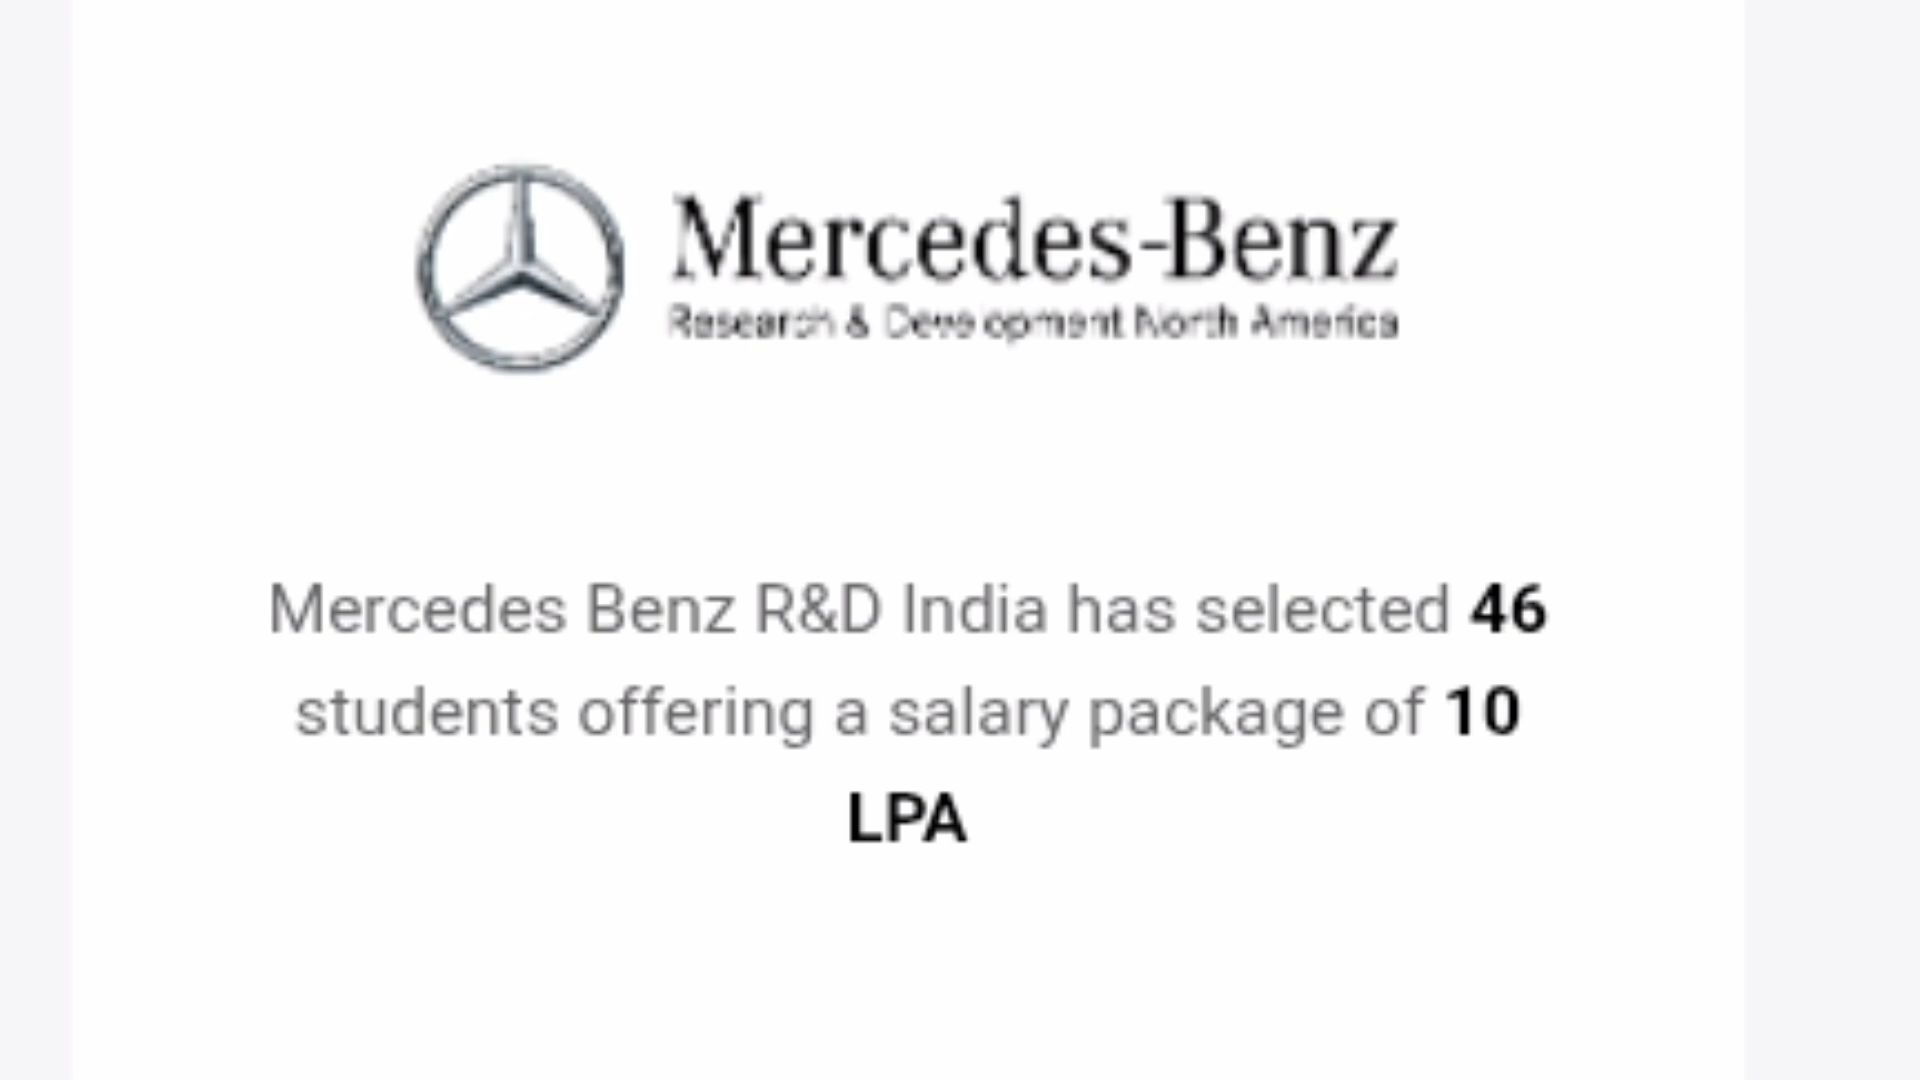 Mercedes-Benz
Research & Development North America
Mercedes Benz R&D India has selected 46
students offering a salary package of 10
LPA